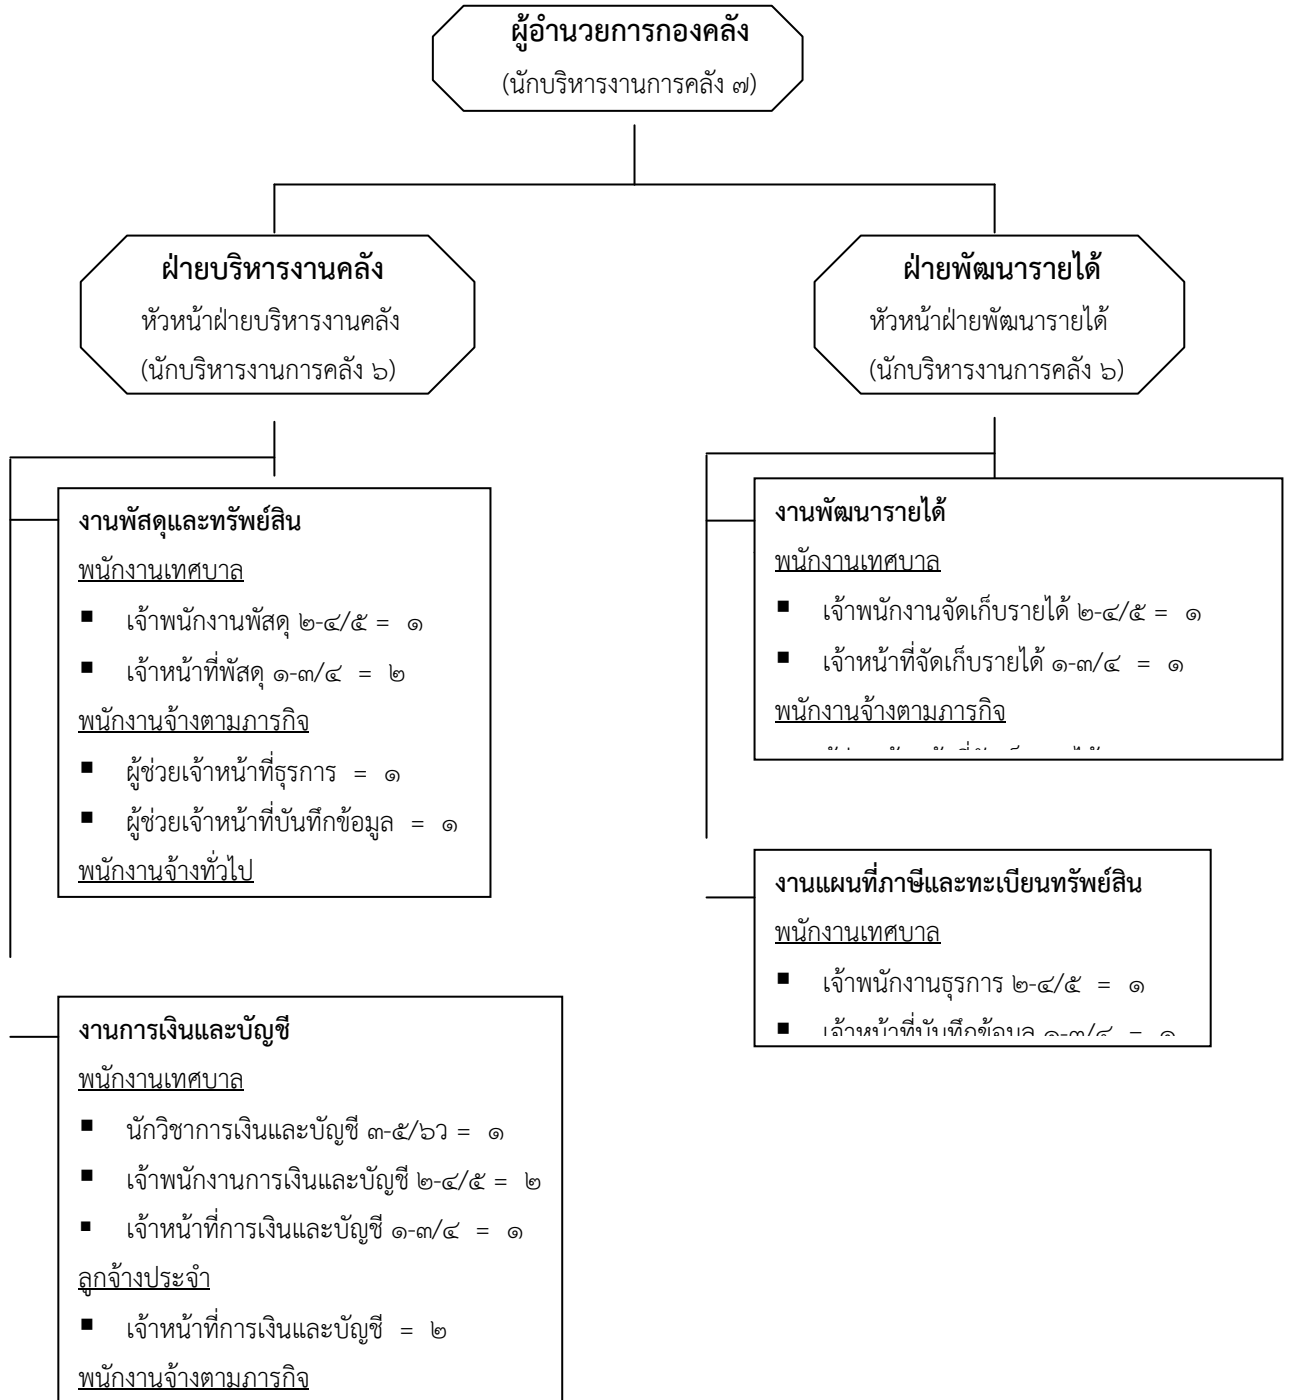 ผู้อำนวยการกองคลัง
(นักบริหารงานการคลัง ๗)
ฝ่ายบริหารงานคลัง
หัวหน้าฝ่ายบริหารงานคลัง
(นักบริหารงานการคลัง ๖)
งานพัสดุและทรัพย์สิน
พนักงานเทศบาล
▪ เจ้าพนักงานพัสดุ ๒-๔/๕ = ๑
▪ เจ้าหน้าที่พัสดุ ๑-๓/๔ = ๒
พนักงานจ้างตามภารกิจ
▪ ผู้ช่วยเจ้าหน้าที่ธุรการ = ๑
▪ ผู้ช่วยเจ้าหน้าที่บันทึกข้อมูล = ๑
พนักงานจ้างทั่วไป
งานการเงินและบัญชี
พนักงานเทศบาล
▪ นักวิชาการเงินและบัญชี ๓-๕/๖ว = ๑
▪ เจ้าพนักงานการเงินและบัญชี ๒-๔/๕ = ๒
▪ เจ้าหน้าที่การเงินและบัญชี ๑-๓/๔ = ๑
ลูกจ้างประจำ
▪ เจ้าหน้าที่การเงินและบัญชี = ๒
พนักงานจ้างตามภารกิจ
ฝ่ายพัฒนารายได้
หัวหน้าฝ่ายพัฒนารายได้
(นักบริหารงานการคลัง ๖)
งานพัฒนารายได้
พนักงานเทศบาล
▪ เจ้าพนักงานจัดเก็บรายได้ ๒-๔/๕ = ๑
▪ เจ้าหน้าที่จัดเก็บรายได้ ๑-๓/๔ = ๑
พนักงานจ้างตามภารกิจ
งานแผนที่ภาษีและทะเบียนทรัพย์สิน
พนักงานเทศบาล
▪ เจ้าพนักงานธุรการ ๒-๔/๕ = ๑
▪ เจ้าหน้าที่บันทึกข้อมูล ๑-๓/๔ = ๑